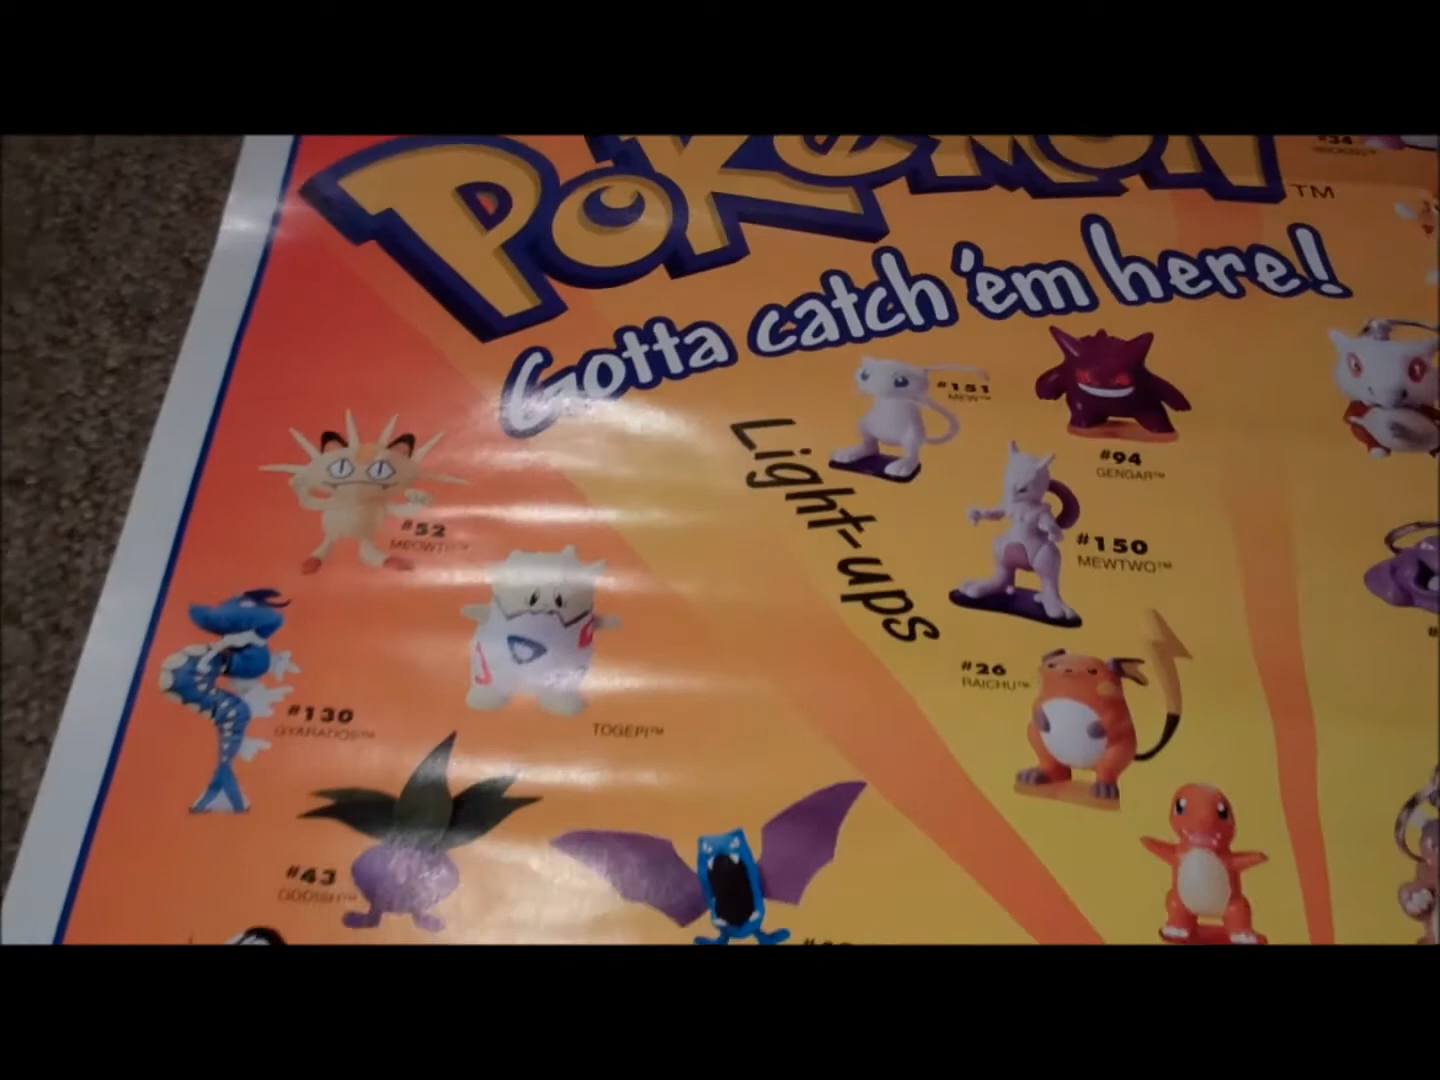 POKéMON
TM
Gotta catch 'em here!
Light-ups
#151
MEW™
#94
GENGAR™
#52
MEOWTH™
#150
MEWTWO™
#26
RAICHU™
#130
GYARADOS™
TOGEPI™
#43
ODDISH™
#34